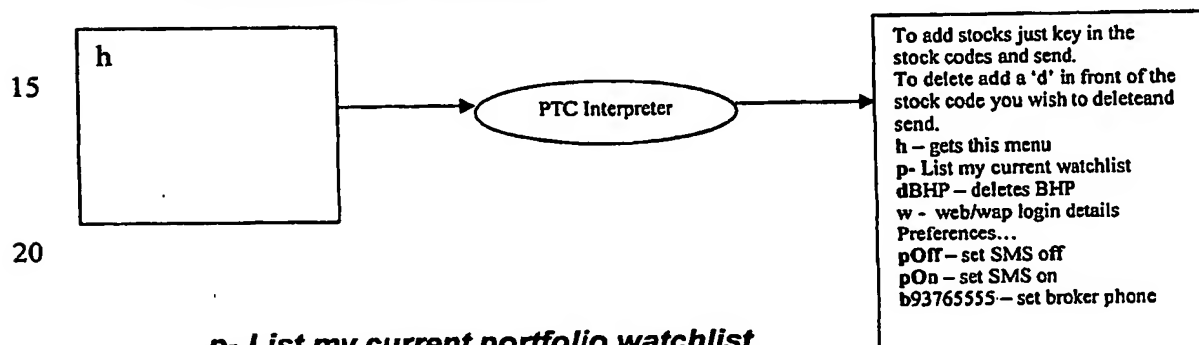 h
15
PTC Interpreter
To add stocks just key in the
stock codes and send.
To delete add a 'd' in front of the
stock code you wish to deleteand
send.
h – gets this menu
p- List my current watchlist
dBHP – deletes BHP
w - web/wap login details
Preferences...
pOff – set SMS off
pOn – set SMS on
b93765555 – set broker phone
20
p- List my current portfolio watchlist